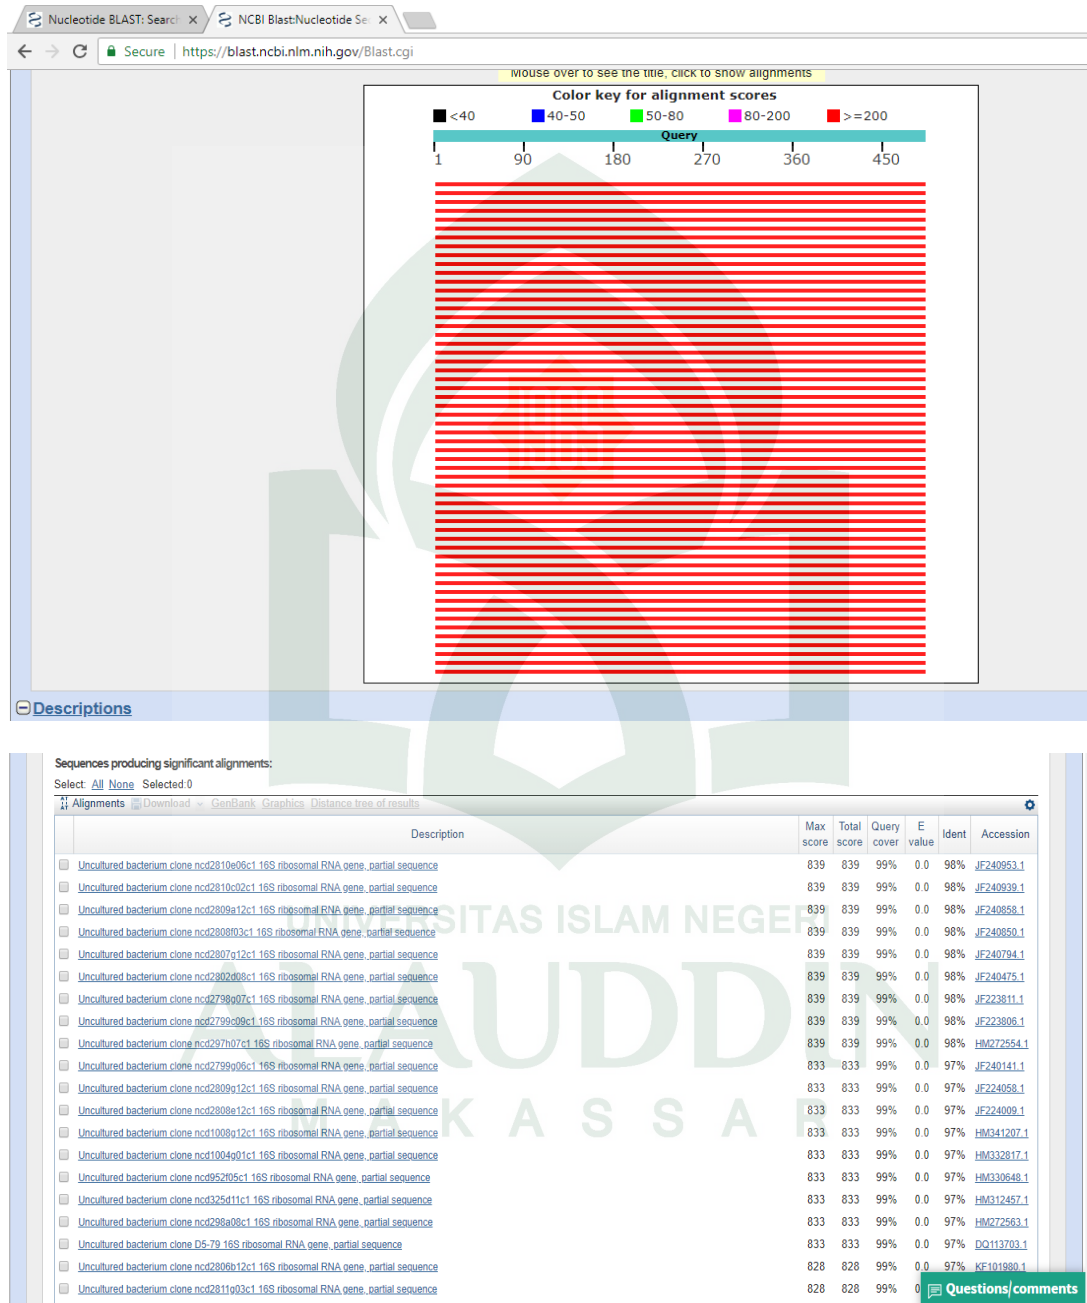 Nucleotide BLAST: Search
NCBI Blast:Nucleotide Se
Secure | https://blast.ncbi.nlm.nih.gov/Blast.cgi
Mouse over to see the title, click to show alignments
Color key for alignment scores
<40 40-50 50-80 80-200 >=200
Query
1 90 180 270 360 450
Descriptions
Sequences producing significant alignments:
Select: All None Selected:0
Alignments Download GenBank Graphics Distance tree of results
Description Max score Total score Query cover E value Ident Accession
Uncultured bacterium clone ncd2810e06c1 16S ribosomal RNA gene, partial sequence 839 839 99% 0.0 98% JF240953.1
Uncultured bacterium clone ncd2810c02c1 16S ribosomal RNA gene, partial sequence 839 839 99% 0.0 98% JF240939.1
Uncultured bacterium clone ncd2809a12c1 16S ribosomal RNA gene, partial sequence 839 839 99% 0.0 98% JF240858.1
Uncultured bacterium clone ncd2808f03c1 16S ribosomal RNA gene, partial sequence 839 839 99% 0.0 98% JF240850.1
Uncultured bacterium clone ncd2807g12c1 16S ribosomal RNA gene, partial sequence 839 839 99% 0.0 98% JF240794.1
Uncultured bacterium clone ncd2802d08c1 16S ribosomal RNA gene, partial sequence 839 839 99% 0.0 98% JF240475.1
Uncultured bacterium clone ncd2798g07c1 16S ribosomal RNA gene, partial sequence 839 839 99% 0.0 98% JF223811.1
Uncultured bacterium clone ncd2799c09c1 16S ribosomal RNA gene, partial sequence 839 839 99% 0.0 98% JF223806.1
Uncultured bacterium clone ncd297h07c1 16S ribosomal RNA gene, partial sequence 839 839 99% 0.0 98% HM272554.1
Uncultured bacterium clone ncd2799g06c1 16S ribosomal RNA gene, partial sequence 833 833 99% 0.0 97% JF240141.1
Uncultured bacterium clone ncd2809g12c1 16S ribosomal RNA gene, partial sequence 833 833 99% 0.0 97% JF224058.1
Uncultured bacterium clone ncd2808e12c1 16S ribosomal RNA gene, partial sequence 833 833 99% 0.0 97% JF224009.1
Uncultured bacterium clone ncd1008g12c1 16S ribosomal RNA gene, partial sequence 833 833 99% 0.0 97% HM341207.1
Uncultured bacterium clone ncd1004g01c1 16S ribosomal RNA gene, partial sequence 833 833 99% 0.0 97% HM332817.1
Uncultured bacterium clone ncd952f05c1 16S ribosomal RNA gene, partial sequence 833 833 99% 0.0 97% HM330648.1
Uncultured bacterium clone ncd325d11c1 16S ribosomal RNA gene, partial sequence 833 833 99% 0.0 97% HM312457.1
Uncultured bacterium clone ncd298a08c1 16S ribosomal RNA gene, partial sequence 833 833 99% 0.0 97% HM272563.1
Uncultured bacterium clone D5-79 16S ribosomal RNA gene, partial sequence 833 833 99% 0.0 97% DQ113703.1
Uncultured bacterium clone ncd2806b12c1 16S ribosomal RNA gene, partial sequence 828 828 99% 0.0 97% KF101980.1
Uncultured bacterium clone ncd2811g03c1 16S ribosomal RNA gene, partial sequence 828 828 99%
Questions/comments
UNIVERSITAS ISLAM NEGERI
ALAUDDIN
MAKASSAR